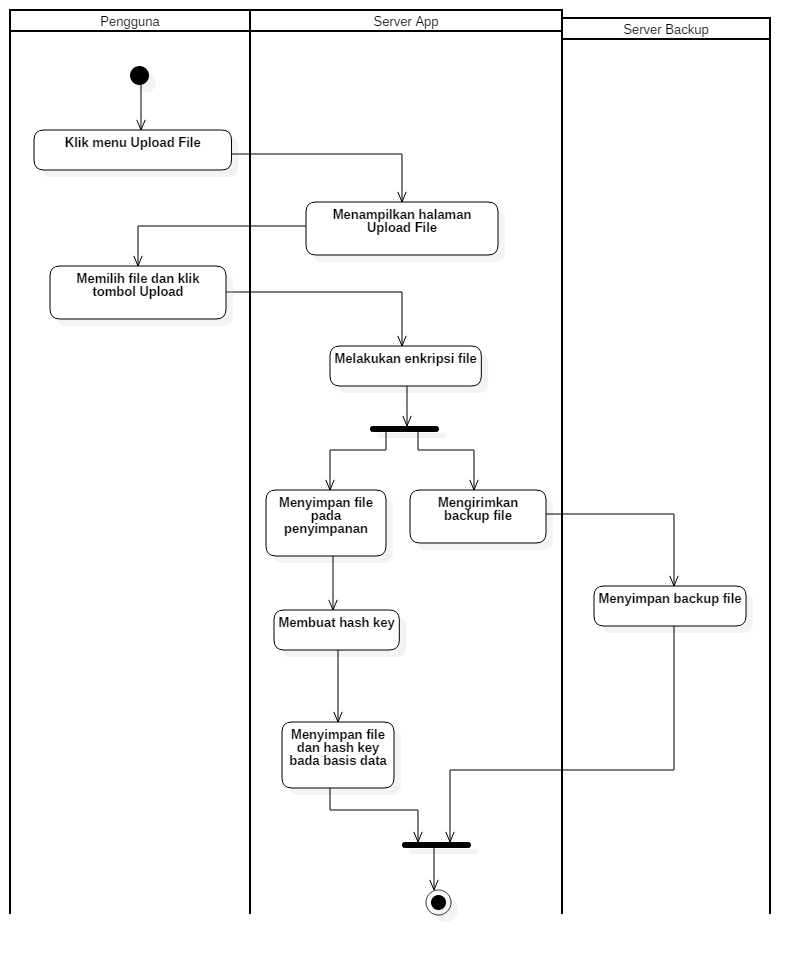 Pengguna
Server App
Server Backup
Klik menu Upload File
Menampilkan halaman
Upload File
Memilih file dan klik
tombol Upload
Melakukan enkripsi file
Menyimpan file
pada
penyimpanan
Mengirimkan
backup file
Menyimpan backup file
Membuat hash key
Menyimpan file
dan hash key
bada basis data